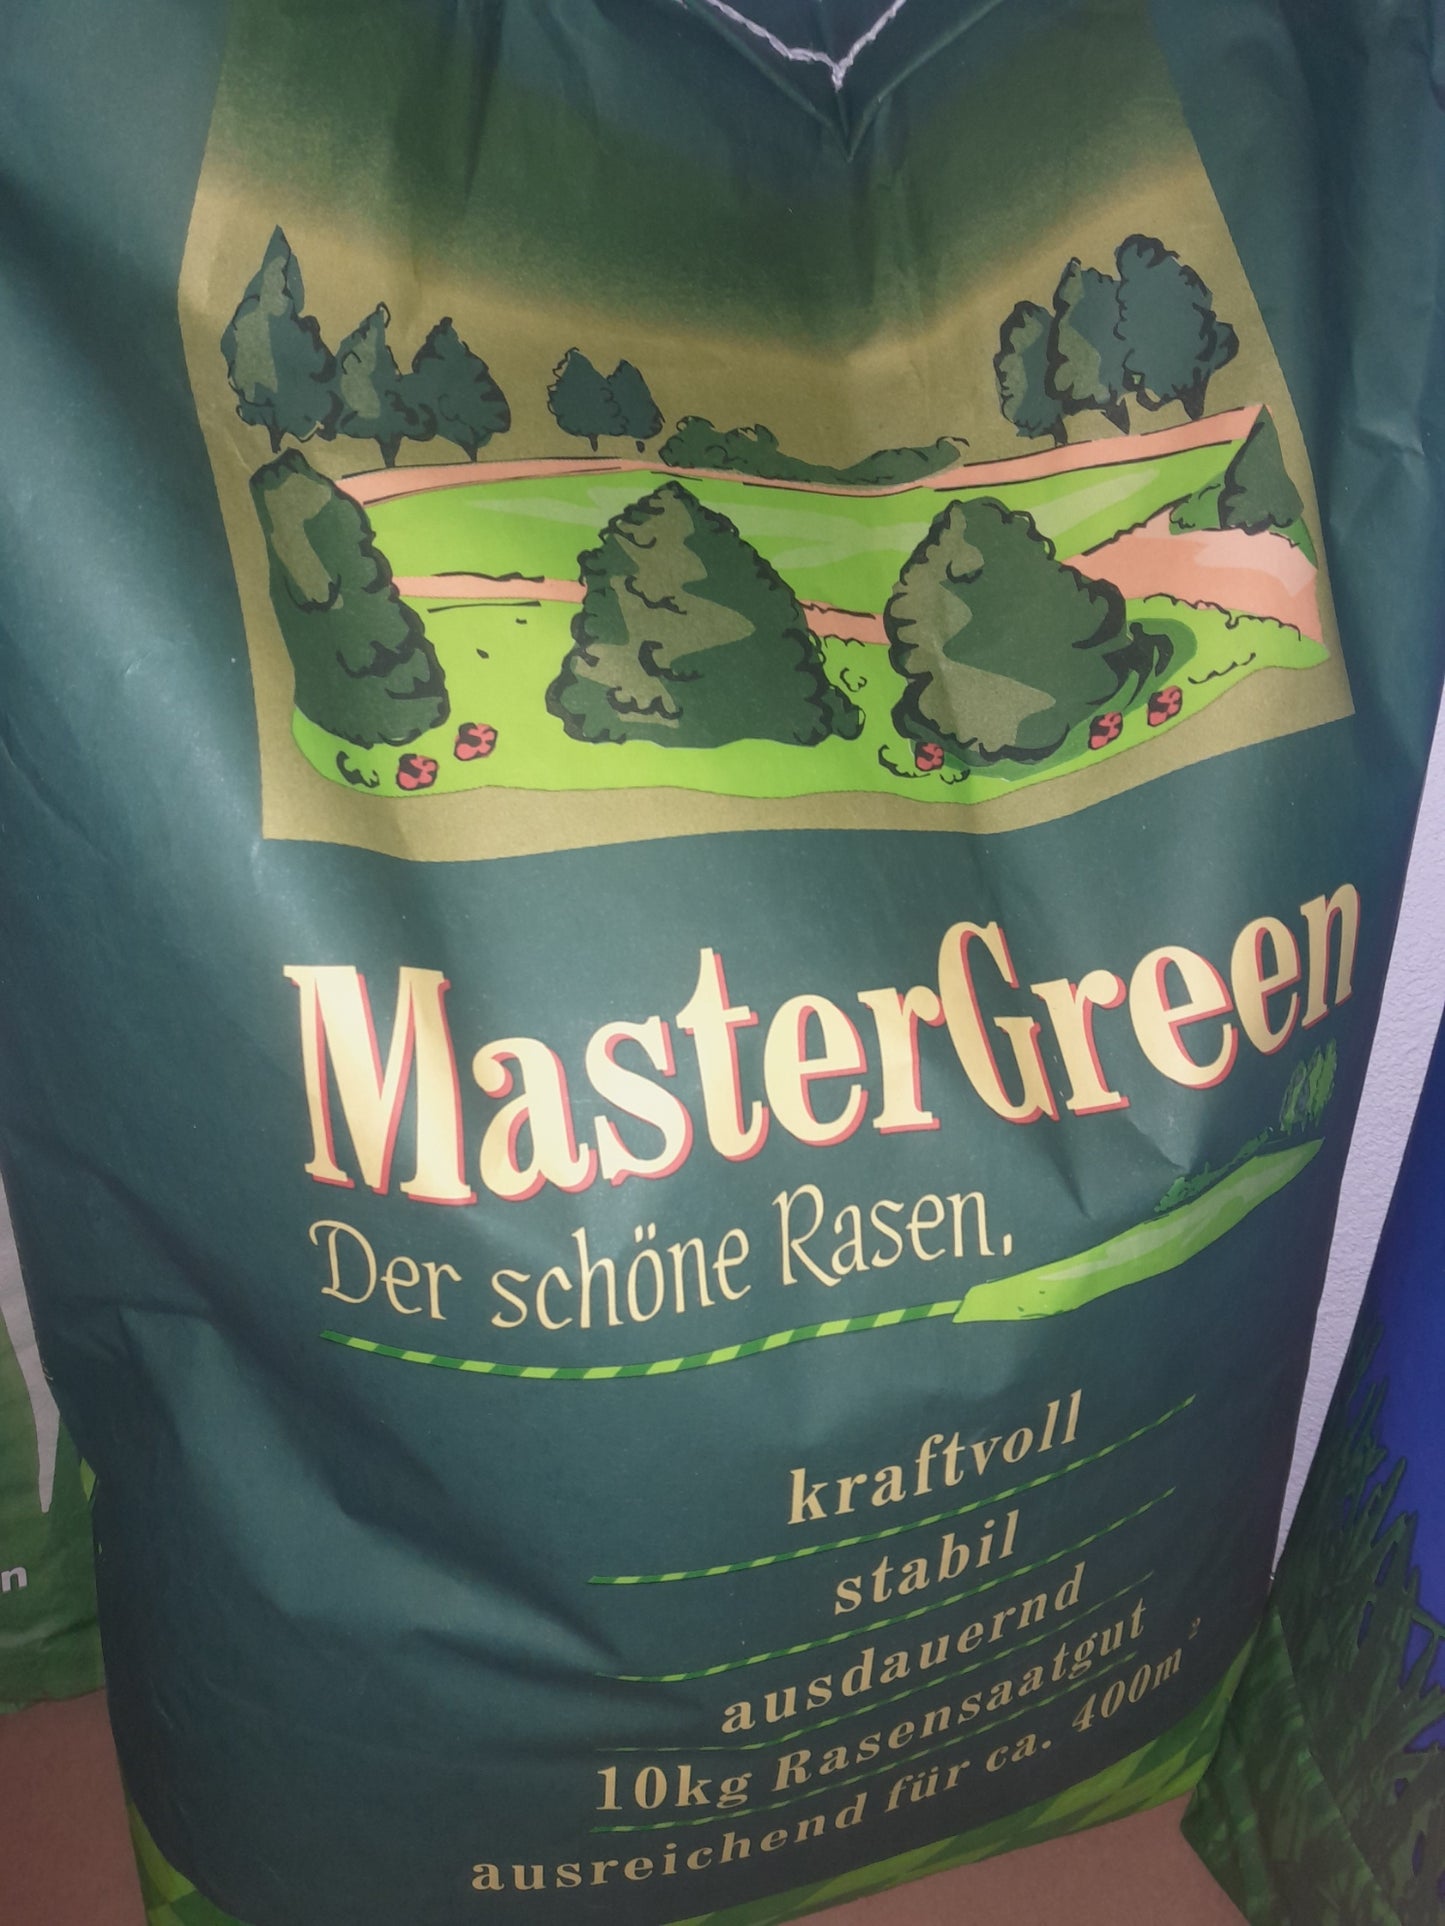 MasterGreen
Der schöne Rasen.
kraftvoll
stabil
ausdauernd
10kg Rasensaatgut
ausreichend für ca. 400m²
n